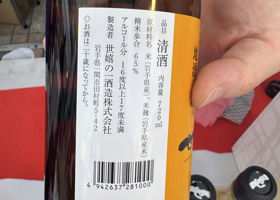 品目 清酒 内容量 720ml
原材料名 米(岩手県産)、米麹(岩手県産米)
精米歩合 65%
アルコール分 16度以上17度未満
製造者 世嬉の一酒造株式会社
岩手県一関市田村町5-42
○お酒は二十歳になってから。
4 942637 281000